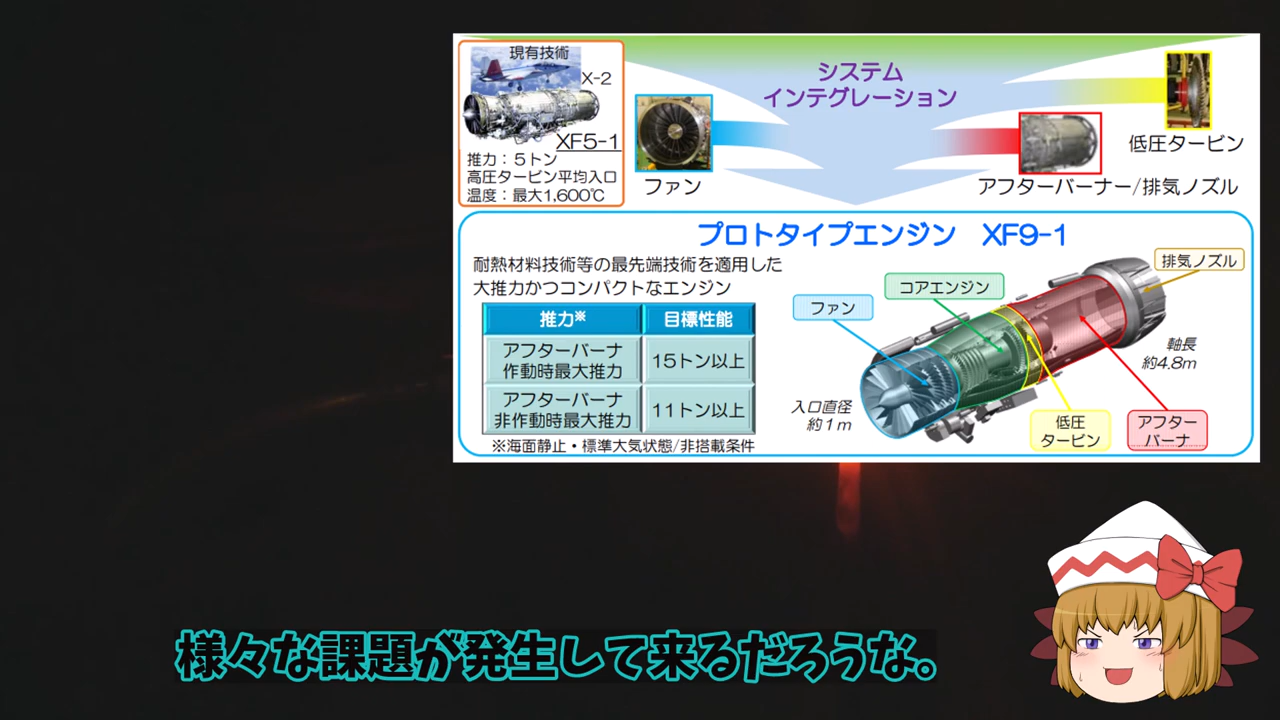 現有技術
X-2
XF5-1
推力：５トン
高圧タービン平均入口
温度：最大1,600℃
システム
インテグレーション
ファン
低圧タービン
アフターバーナー/排気ノズル
プロトタイプエンジン　XF9-1
耐熱材料技術等の最先端技術を適用した
大推力かつコンパクトなエンジン
推力※
目標性能
アフターバーナ
作動時最大推力
15トン以上
アフターバーナ
非作動時最大推力
11トン以上
※海面静止・標準大気状態/非搭載条件
ファン
コアエンジン
排気ノズル
軸長
約4.8m
入口直径
約１m
低圧
タービン
アフター
バーナ
様々な課題が発生して来るだろうな。